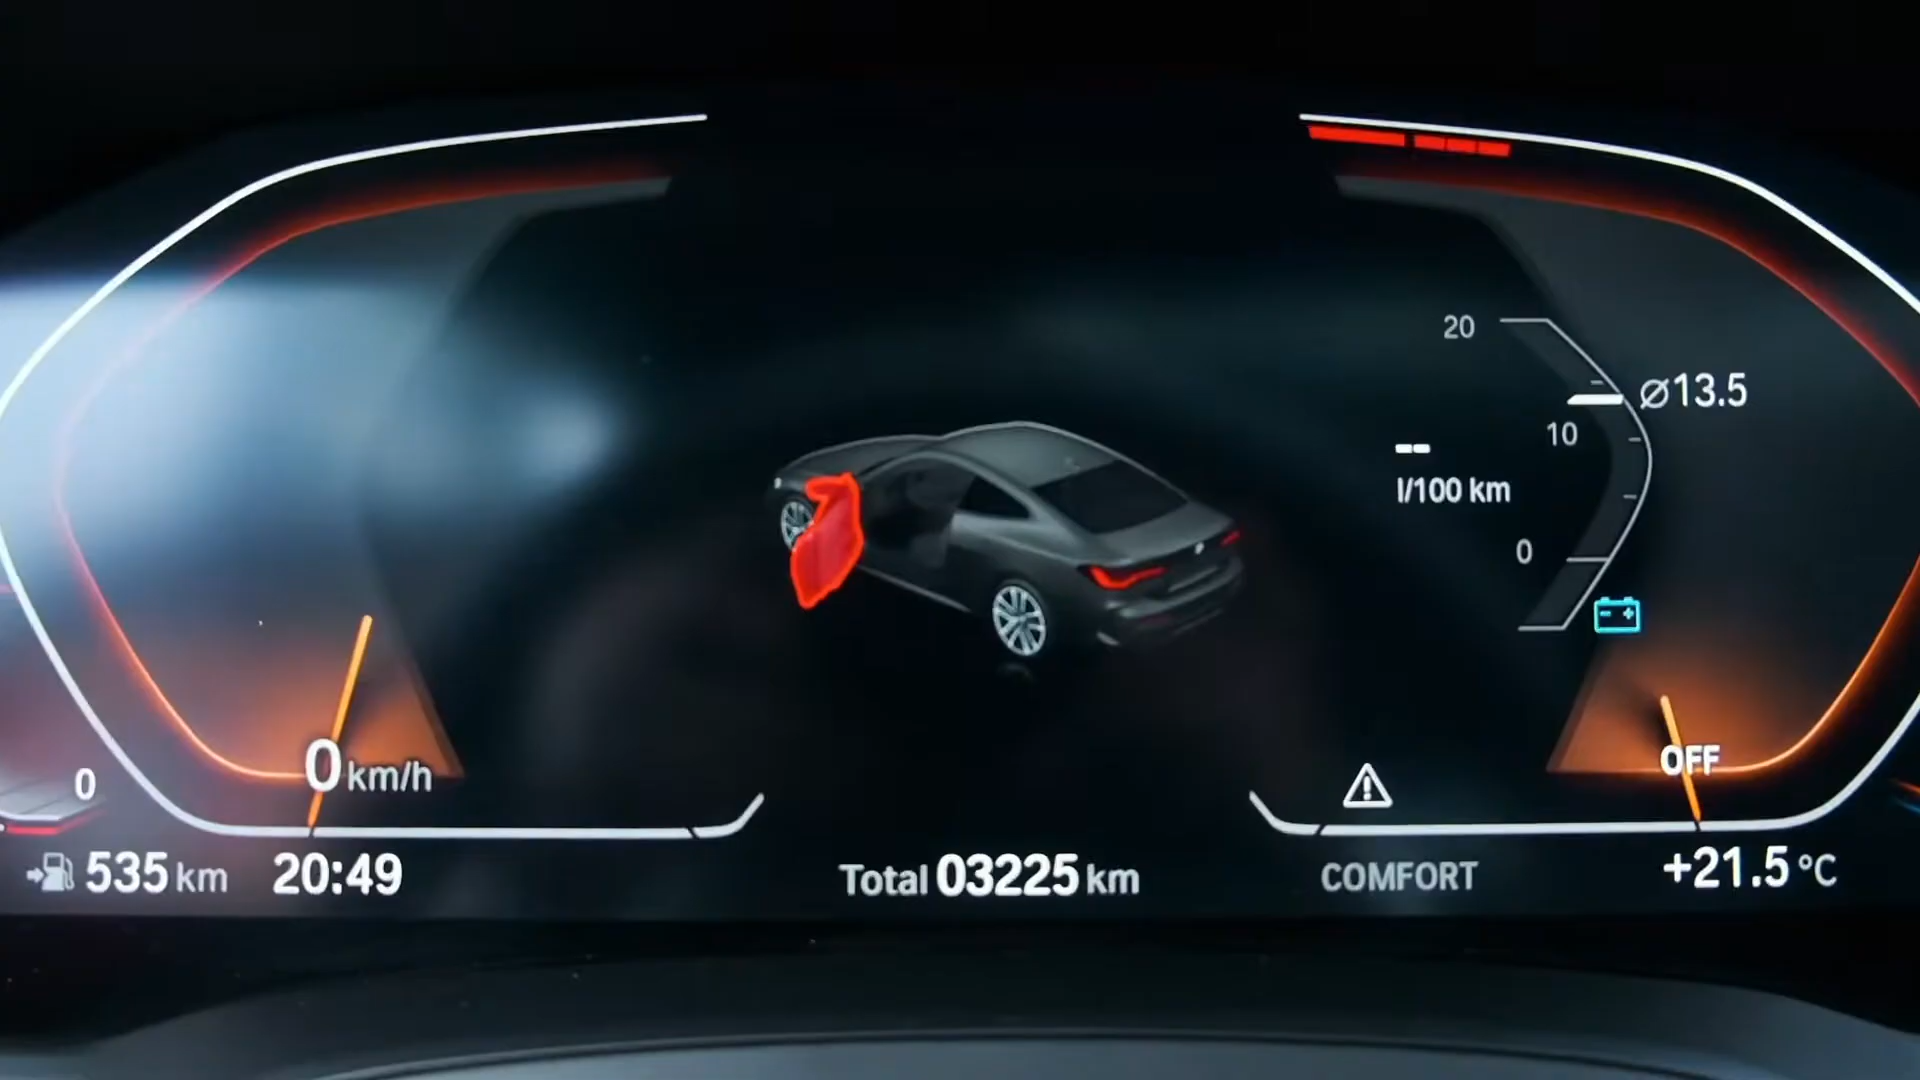 20
⌀13.5
10
--
l/100 km
0
0 km/h
OFF
0
535 km
20:49
Total 03225 km
COMFORT
+21.5 °C